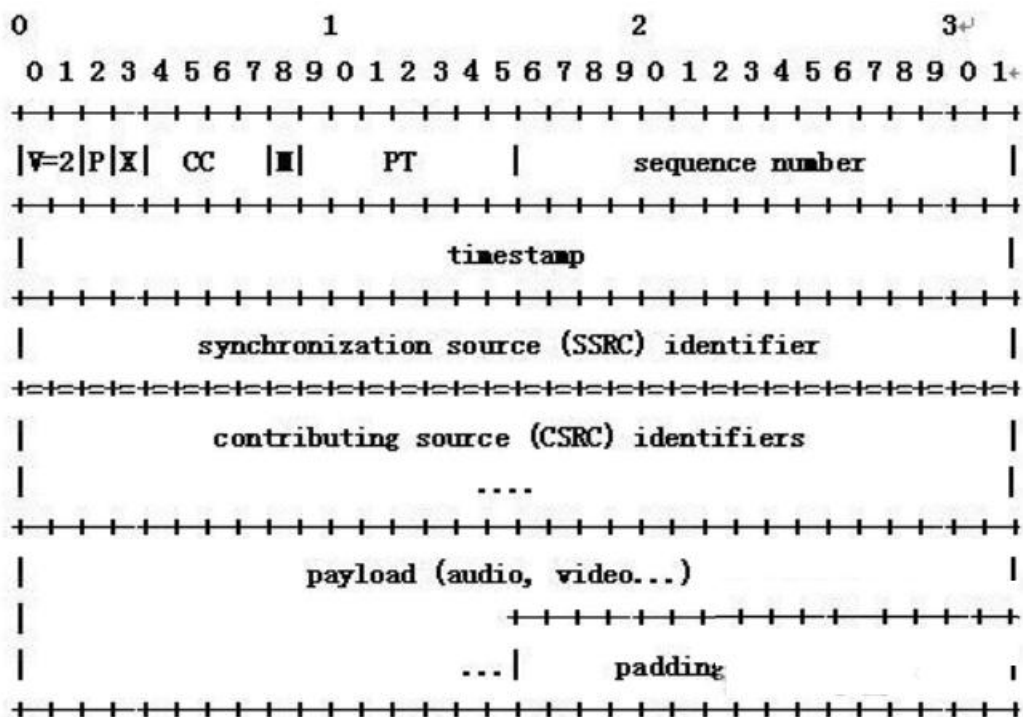 0 1 2 3
0 1 2 3 4 5 6 7 8 9 0 1 2 3 4 5 6 7 8 9 0 1 2 3 4 5 6 7 8 9 0 1
|V=2|P|X| CC |M| PT | sequence number |
| timestamp |
| synchronization source (SSRC) identifier |
+=+=+=+=+=+=+=+=+=+=+=+=+=+=+=+=+=+=+=+=+=+=+=+=+=+=+=+=+=+=+=+=+
| contributing source (CSRC) identifiers |
| .... |
| payload (audio, video...) |
| ...| padding |